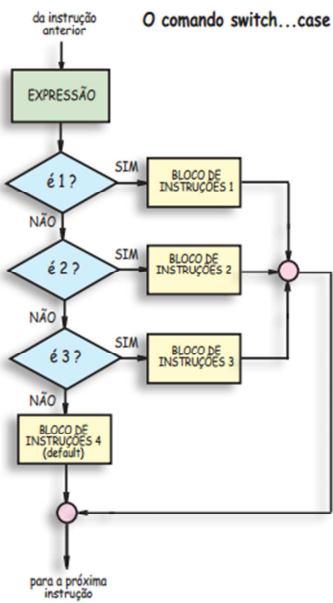 da instrução
anterior
O comando switch...case
EXPRESSÃO
é 1 ?
SIM
BLOCO DE
INSTRUÇÕES 1
NÃO
é 2 ?
SIM
BLOCO DE
INSTRUÇÕES 2
NÃO
é 3 ?
SIM
BLOCO DE
INSTRUÇÕES 3
NÃO
BLOCO DE
INSTRUÇÕES 4
(default)
para a próxima
instrução